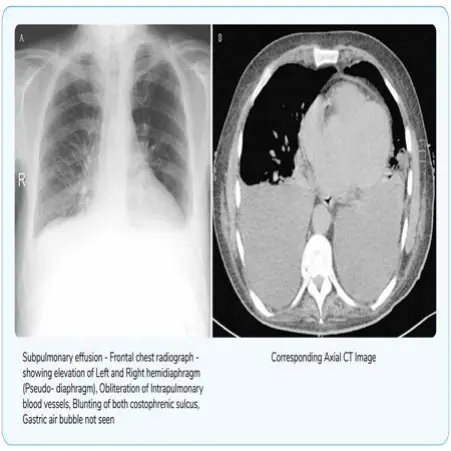 A
B
R
Subpulmonary effusion - Frontal chest radiograph -
showing elevation of Left and Right hemidiaphragm
(Pseudo- diaphragm), Obliteration of Intrapulmonary
blood vessels, Blunting of both costophrenic sulcus,
Gastric air bubble not seen
Corresponding Axial CT Image